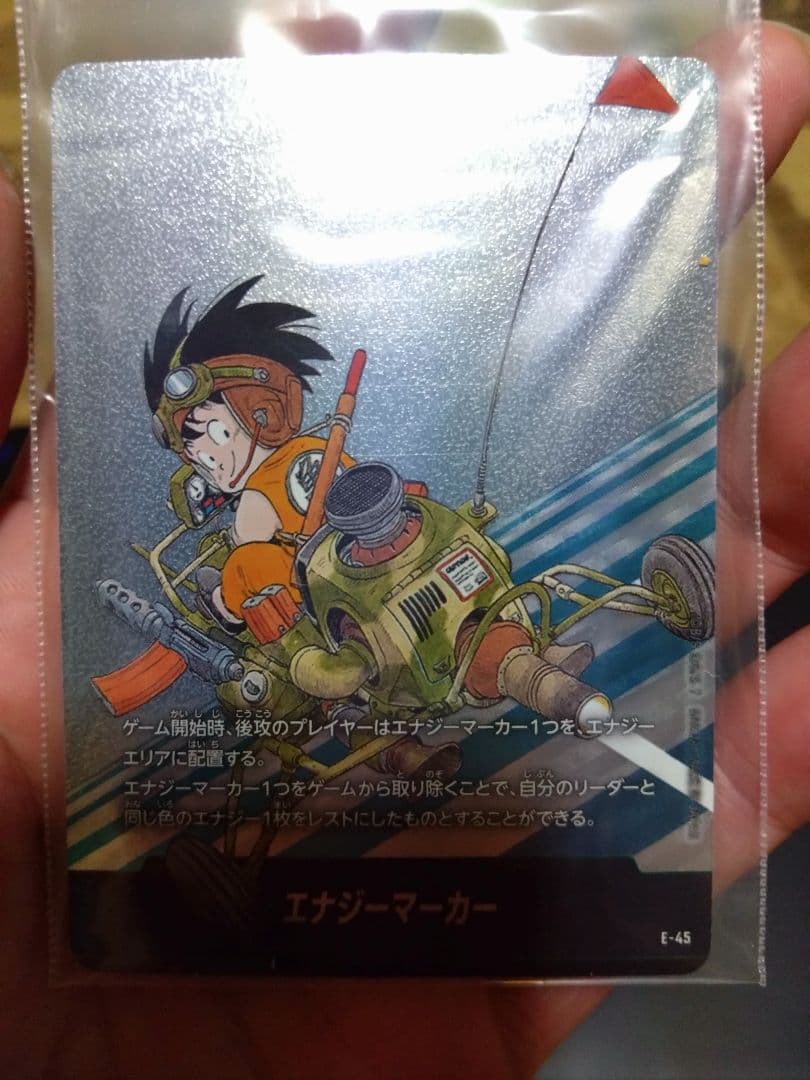 CAUTION
ゲーム開始時、後攻のプレイヤーはエナジーマーカー1つを、エナジー
エリアに配置する。
エナジーマーカー1つをゲームから取り除くことで、自分のリーダーと
同じ色のエナジー1枚をレストにしたものとすることができる。
エナジーマーカー
E-45